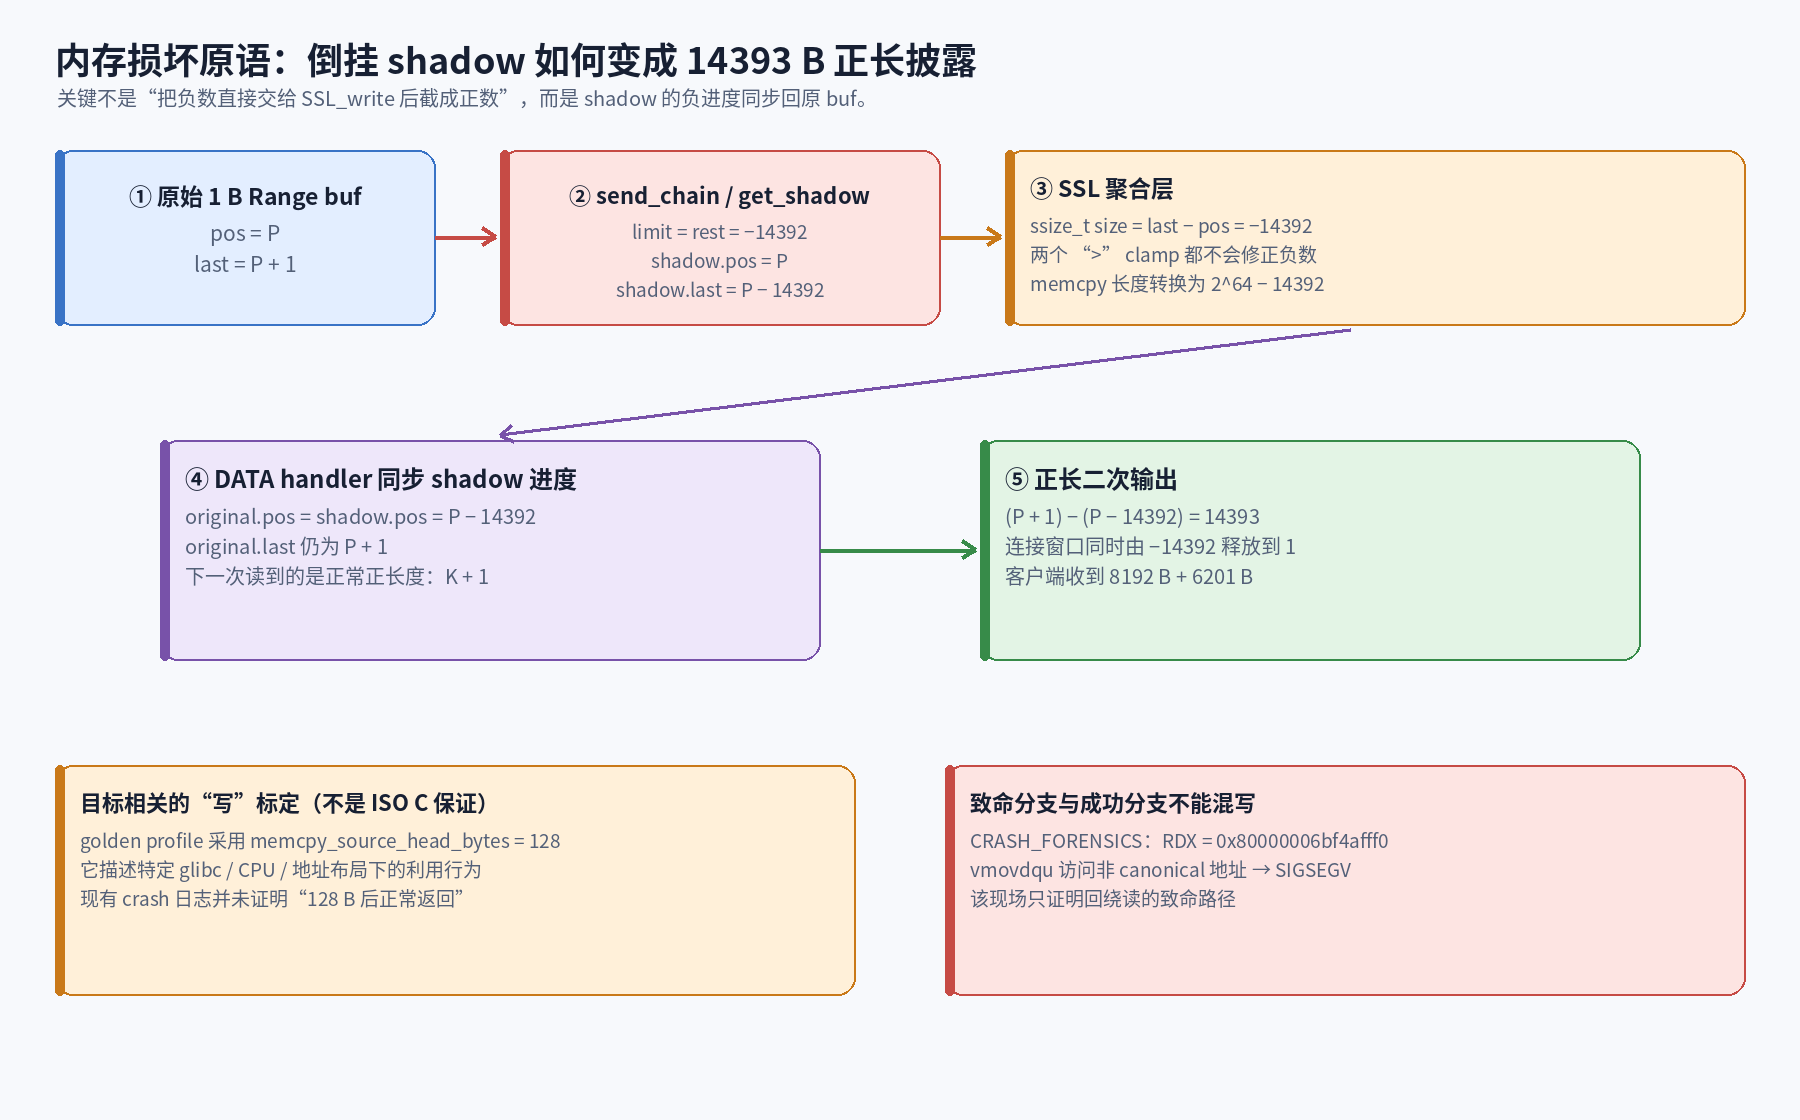 内存损坏原语：倒挂 shadow 如何变成 14393 B 正长披露
关键不是“把负数直接交给 SSL_write 后截成正数”，而是 shadow 的负进度同步回原 buf。
① 原始 1 B Range buf
pos = P
last = P + 1
② send_chain / get_shadow
limit = rest = −14392
shadow.pos = P
shadow.last = P − 14392
③ SSL 聚合层
ssize_t size = last − pos = −14392
两个 “>” clamp 都不会修正负数
memcpy 长度转换为 2^64 − 14392
④ DATA handler 同步 shadow 进度
original.pos = shadow.pos = P − 14392
original.last 仍为 P + 1
下一次读到的是正常正长度：K + 1
⑤ 正长二次输出
(P + 1) − (P − 14392) = 14393
连接窗口同时由 −14392 释放到 1
客户端收到 8192 B + 6201 B
目标相关的“写”标定（不是 ISO C 保证）
golden profile 采用 memcpy_source_head_bytes = 128
它描述特定 glibc / CPU / 地址布局下的利用行为
现有 crash 日志并未证明“128 B 后正常返回”
致命分支与成功分支不能混写
CRASH_FORENSICS：RDX = 0x80000006bf4afff0
vmovdqu 访问非 canonical 地址 → SIGSEGV
该现场只证明回绕读的致命路径